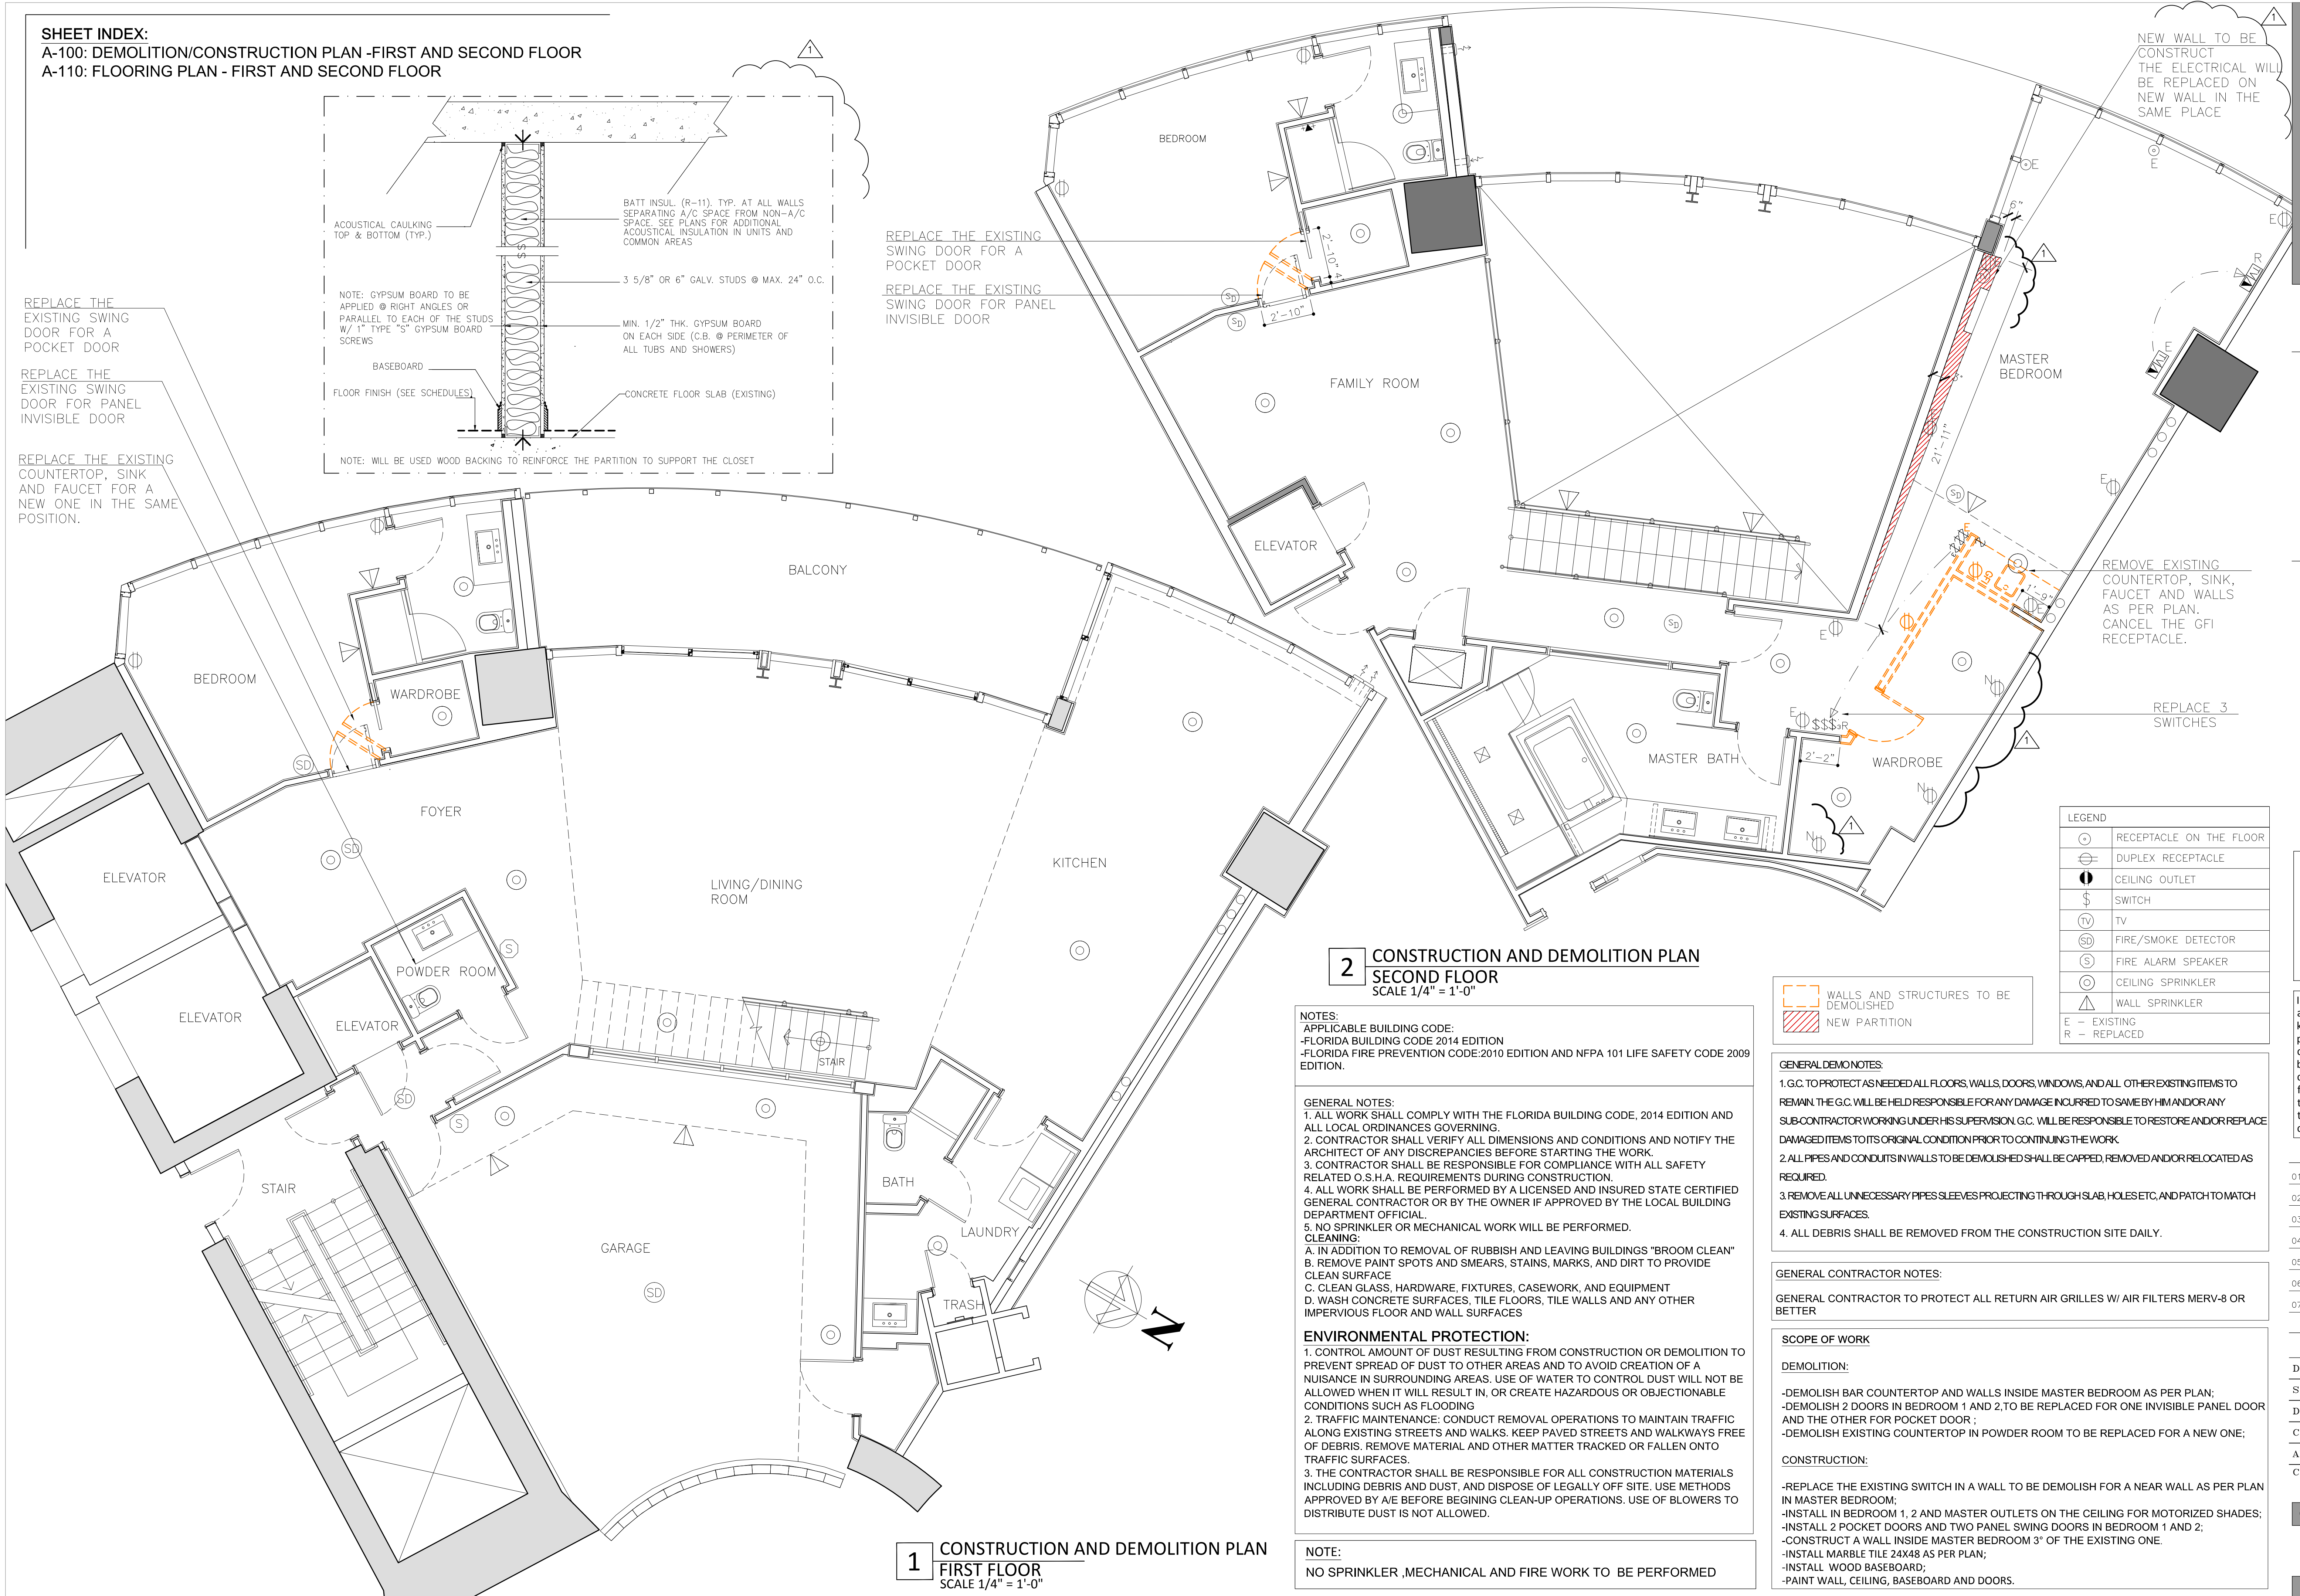 SHEET INDEX:
A-100: DEMOLITION/CONSTRUCTION PLAN -FIRST AND SECOND FLOOR
A-110: FLOORING PLAN - FIRST AND SECOND FLOOR
1
ACOUSTICAL CAULKING
TOP & BOTTOM (TYP.)
BATT INSUL. (R-11). TYP. AT ALL WALLS
SEPARATING A/C SPACE FROM NON-A/C
SPACE. SEE PLANS FOR ADDITIONAL
ACOUSTICAL INSULATION IN UNITS AND
COMMON AREAS
3 5/8" OR 6" GALV. STUDS @ MAX. 24" O.C.
NOTE: GYPSUM BOARD TO BE
APPLIED @ RIGHT ANGLES OR
PARALLEL TO EACH OF THE STUDS
W/ 1" TYPE "S" GYPSUM BOARD
SCREWS
MIN. 1/2" THK. GYPSUM BOARD
ON EACH SIDE (C.B. @ PERIMETER OF
ALL TUBS AND SHOWERS)
BASEBOARD
FLOOR FINISH (SEE SCHEDULES)
CONCRETE FLOOR SLAB (EXISTING)
NOTE: WILL BE USED WOOD BACKING TO REINFORCE THE PARTITION TO SUPPORT THE CLOSET
REPLACE THE
EXISTING SWING
DOOR FOR A
POCKET DOOR
REPLACE THE
EXISTING SWING
DOOR FOR PANEL
INVISIBLE DOOR
REPLACE THE EXISTING
COUNTERTOP, SINK
AND FAUCET FOR A
NEW ONE IN THE SAME
POSITION.
BEDROOM
WARDROBE
BALCONY
SD
FOYER
SD
ELEVATOR
LIVING/DINING
ROOM
KITCHEN
S
POWDER ROOM
ELEVATOR
ELEVATOR
STAIR
SD
S
STAIR
BATH
LAUNDRY
GARAGE
SD
TRASH
N
1
CONSTRUCTION AND DEMOLITION PLAN
FIRST FLOOR
SCALE 1/4" = 1'-0"
NEW WALL TO BE
CONSTRUCT
THE ELECTRICAL WILL
BE REPLACED ON
NEW WALL IN THE
SAME PLACE
1
BEDROOM
REPLACE THE EXISTING
SWING DOOR FOR A
POCKET DOOR
REPLACE THE EXISTING
SWING DOOR FOR PANEL
INVISIBLE DOOR
2'-10"
4"
2'-10"
SD
SD
FAMILY ROOM
ELEVATOR
E
E
E
6"
1
R
TV
E
TV
MASTER
BEDROOM
21'-11"
SD
E
E
1'-9"
E
REMOVE EXISTING
COUNTERTOP, SINK,
FAUCET AND WALLS
AS PER PLAN.
CANCEL THE GFI
RECEPTACLE.
SD
E
N
REPLACE 3
SWITCHES
E
$$$3R
2'-2"
1
MASTER BATH
WARDROBE
N
N
1
2
CONSTRUCTION AND DEMOLITION PLAN
SECOND FLOOR
SCALE 1/4" = 1'-0"
LEGEND
RECEPTACLE ON THE FLOOR
DUPLEX RECEPTACLE
CEILING OUTLET
$ SWITCH
TV TV
SD FIRE/SMOKE DETECTOR
S FIRE ALARM SPEAKER
CEILING SPRINKLER
WALL SPRINKLER
E - EXISTING
R - REPLACED
WALLS AND STRUCTURES TO BE
DEMOLISHED
NEW PARTITION
NOTES:
APPLICABLE BUILDING CODE:
-FLORIDA BUILDING CODE 2014 EDITION
-FLORIDA FIRE PREVENTION CODE:2010 EDITION AND NFPA 101 LIFE SAFETY CODE 2009
EDITION.
GENERAL NOTES:
1. ALL WORK SHALL COMPLY WITH THE FLORIDA BUILDING CODE, 2014 EDITION AND
ALL LOCAL ORDINANCES GOVERNING.
2. CONTRACTOR SHALL VERIFY ALL DIMENSIONS AND CONDITIONS AND NOTIFY THE
ARCHITECT OF ANY DISCREPANCIES BEFORE STARTING THE WORK.
3. CONTRACTOR SHALL BE RESPONSIBLE FOR COMPLIANCE WITH ALL SAFETY
RELATED O.S.H.A. REQUIREMENTS DURING CONSTRUCTION.
4. ALL WORK SHALL BE PERFORMED BY A LICENSED AND INSURED STATE CERTIFIED
GENERAL CONTRACTOR OR BY THE OWNER IF APPROVED BY THE LOCAL BUILDING
DEPARTMENT OFFICIAL.
5. NO SPRINKLER OR MECHANICAL WORK WILL BE PERFORMED.
CLEANING:
A. IN ADDITION TO REMOVAL OF RUBBISH AND LEAVING BUILDINGS "BROOM CLEAN"
B. REMOVE PAINT SPOTS AND SMEARS, STAINS, MARKS, AND DIRT TO PROVIDE
CLEAN SURFACE
C. CLEAN GLASS, HARDWARE, FIXTURES, CASEWORK, AND EQUIPMENT
D. WASH CONCRETE SURFACES, TILE FLOORS, TILE WALLS AND ANY OTHER
IMPERVIOUS FLOOR AND WALL SURFACES
ENVIRONMENTAL PROTECTION:
1. CONTROL AMOUNT OF DUST RESULTING FROM CONSTRUCTION OR DEMOLITION TO
PREVENT SPREAD OF DUST TO OTHER AREAS AND TO AVOID CREATION OF A
NUISANCE IN SURROUNDING AREAS. USE OF WATER TO CONTROL DUST WILL NOT BE
ALLOWED WHEN IT WILL RESULT IN, OR CREATE HAZARDOUS OR OBJECTIONABLE
CONDITIONS SUCH AS FLOODING
2. TRAFFIC MAINTENANCE: CONDUCT REMOVAL OPERATIONS TO MAINTAIN TRAFFIC
ALONG EXISTING STREETS AND WALKS. KEEP PAVED STREETS AND WALKWAYS FREE
OF DEBRIS. REMOVE MATERIAL AND OTHER MATTER TRACKED OR FALLEN ONTO
TRAFFIC SURFACES.
3. THE CONTRACTOR SHALL BE RESPONSIBLE FOR ALL CONSTRUCTION MATERIALS
INCLUDING DEBRIS AND DUST, AND DISPOSE OF LEGALLY OFF SITE. USE METHODS
APPROVED BY A/E BEFORE BEGINING CLEAN-UP OPERATIONS. USE OF BLOWERS TO
DISTRIBUTE DUST IS NOT ALLOWED.
NOTE:
NO SPRINKLER ,MECHANICAL AND FIRE WORK TO BE PERFORMED
GENERAL DEMO NOTES:
1. G.C. TO PROTECT AS NEEDED ALL FLOORS, WALLS, DOORS, WINDOWS, AND ALL OTHER EXISTING ITEMS TO
REMAIN. THE G.C. WILL BE HELD RESPONSIBLE FOR ANY DAMAGE INCURRED TO SAME BY HIM AND/OR ANY
SUB-CONTRACTOR WORKING UNDER HIS SUPERVISION. G.C. WILL BE RESPONSIBLE TO RESTORE AND/OR REPLACE
DAMAGED ITEMS TO ITS ORIGINAL CONDITION PRIOR TO CONTINUING THE WORK.
2. ALL PIPES AND CONDUITS IN WALLS TO BE DEMOLISHED SHALL BE CAPPED, REMOVED AND/OR RELOCATED AS
REQUIRED.
3. REMOVE ALL UNNECESSARY PIPES SLEEVES PROJECTING THROUGH SLAB, HOLES ETC, AND PATCH TO MATCH
EXISTING SURFACES.
4. ALL DEBRIS SHALL BE REMOVED FROM THE CONSTRUCTION SITE DAILY.
GENERAL CONTRACTOR NOTES:
GENERAL CONTRACTOR TO PROTECT ALL RETURN AIR GRILLES W/ AIR FILTERS MERV-8 OR
BETTER
SCOPE OF WORK
DEMOLITION:
-DEMOLISH BAR COUNTERTOP AND WALLS INSIDE MASTER BEDROOM AS PER PLAN;
-DEMOLISH 2 DOORS IN BEDROOM 1 AND 2,TO BE REPLACED FOR ONE INVISIBLE PANEL DOOR
AND THE OTHER FOR POCKET DOOR ;
-DEMOLISH EXISTING COUNTERTOP IN POWDER ROOM TO BE REPLACED FOR A NEW ONE;
CONSTRUCTION:
-REPLACE THE EXISTING SWITCH IN A WALL TO BE DEMOLISH FOR A NEAR WALL AS PER PLAN
IN MASTER BEDROOM;
-INSTALL IN BEDROOM 1, 2 AND MASTER OUTLETS ON THE CEILING FOR MOTORIZED SHADES;
-INSTALL 2 POCKET DOORS AND TWO PANEL SWING DOORS IN BEDROOM 1 AND 2;
-CONSTRUCT A WALL INSIDE MASTER BEDROOM 3° OF THE EXISTING ONE.
-INSTALL MARBLE TILE 24X48 AS PER PLAN;
-INSTALL WOOD BASEBOARD;
-PAINT WALL, CEILING, BASEBOARD AND DOORS.